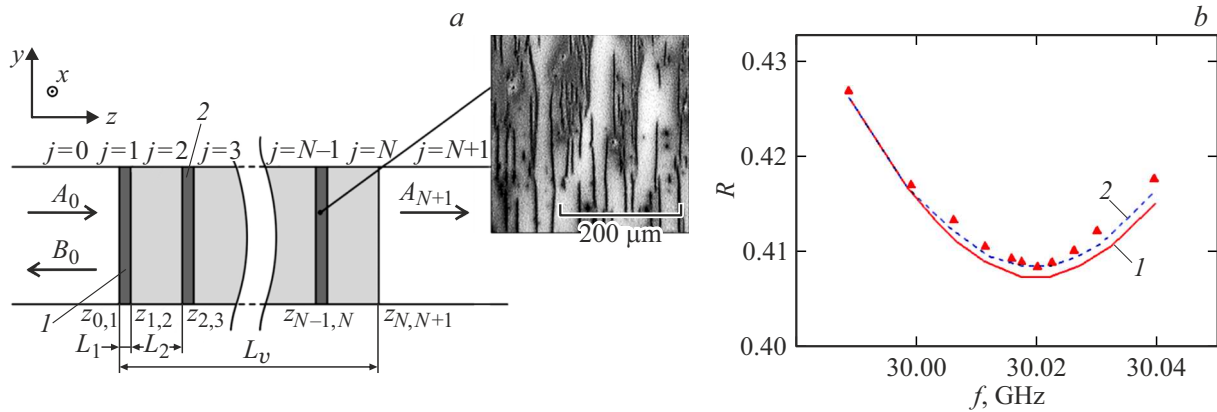 a
y
x
z
2
j=0 j=1 j=2 j=3 j=N–1 j=N j=N+1
A0 AN+1
B0
200 μm
1
z0,1 z1,2 z2,3 zN–1, N zN, N+1
L1 L2 Lv
b
0.43
0.42
R
0.41
0.40
2
1
30.00 30.02 30.04
f, GHz